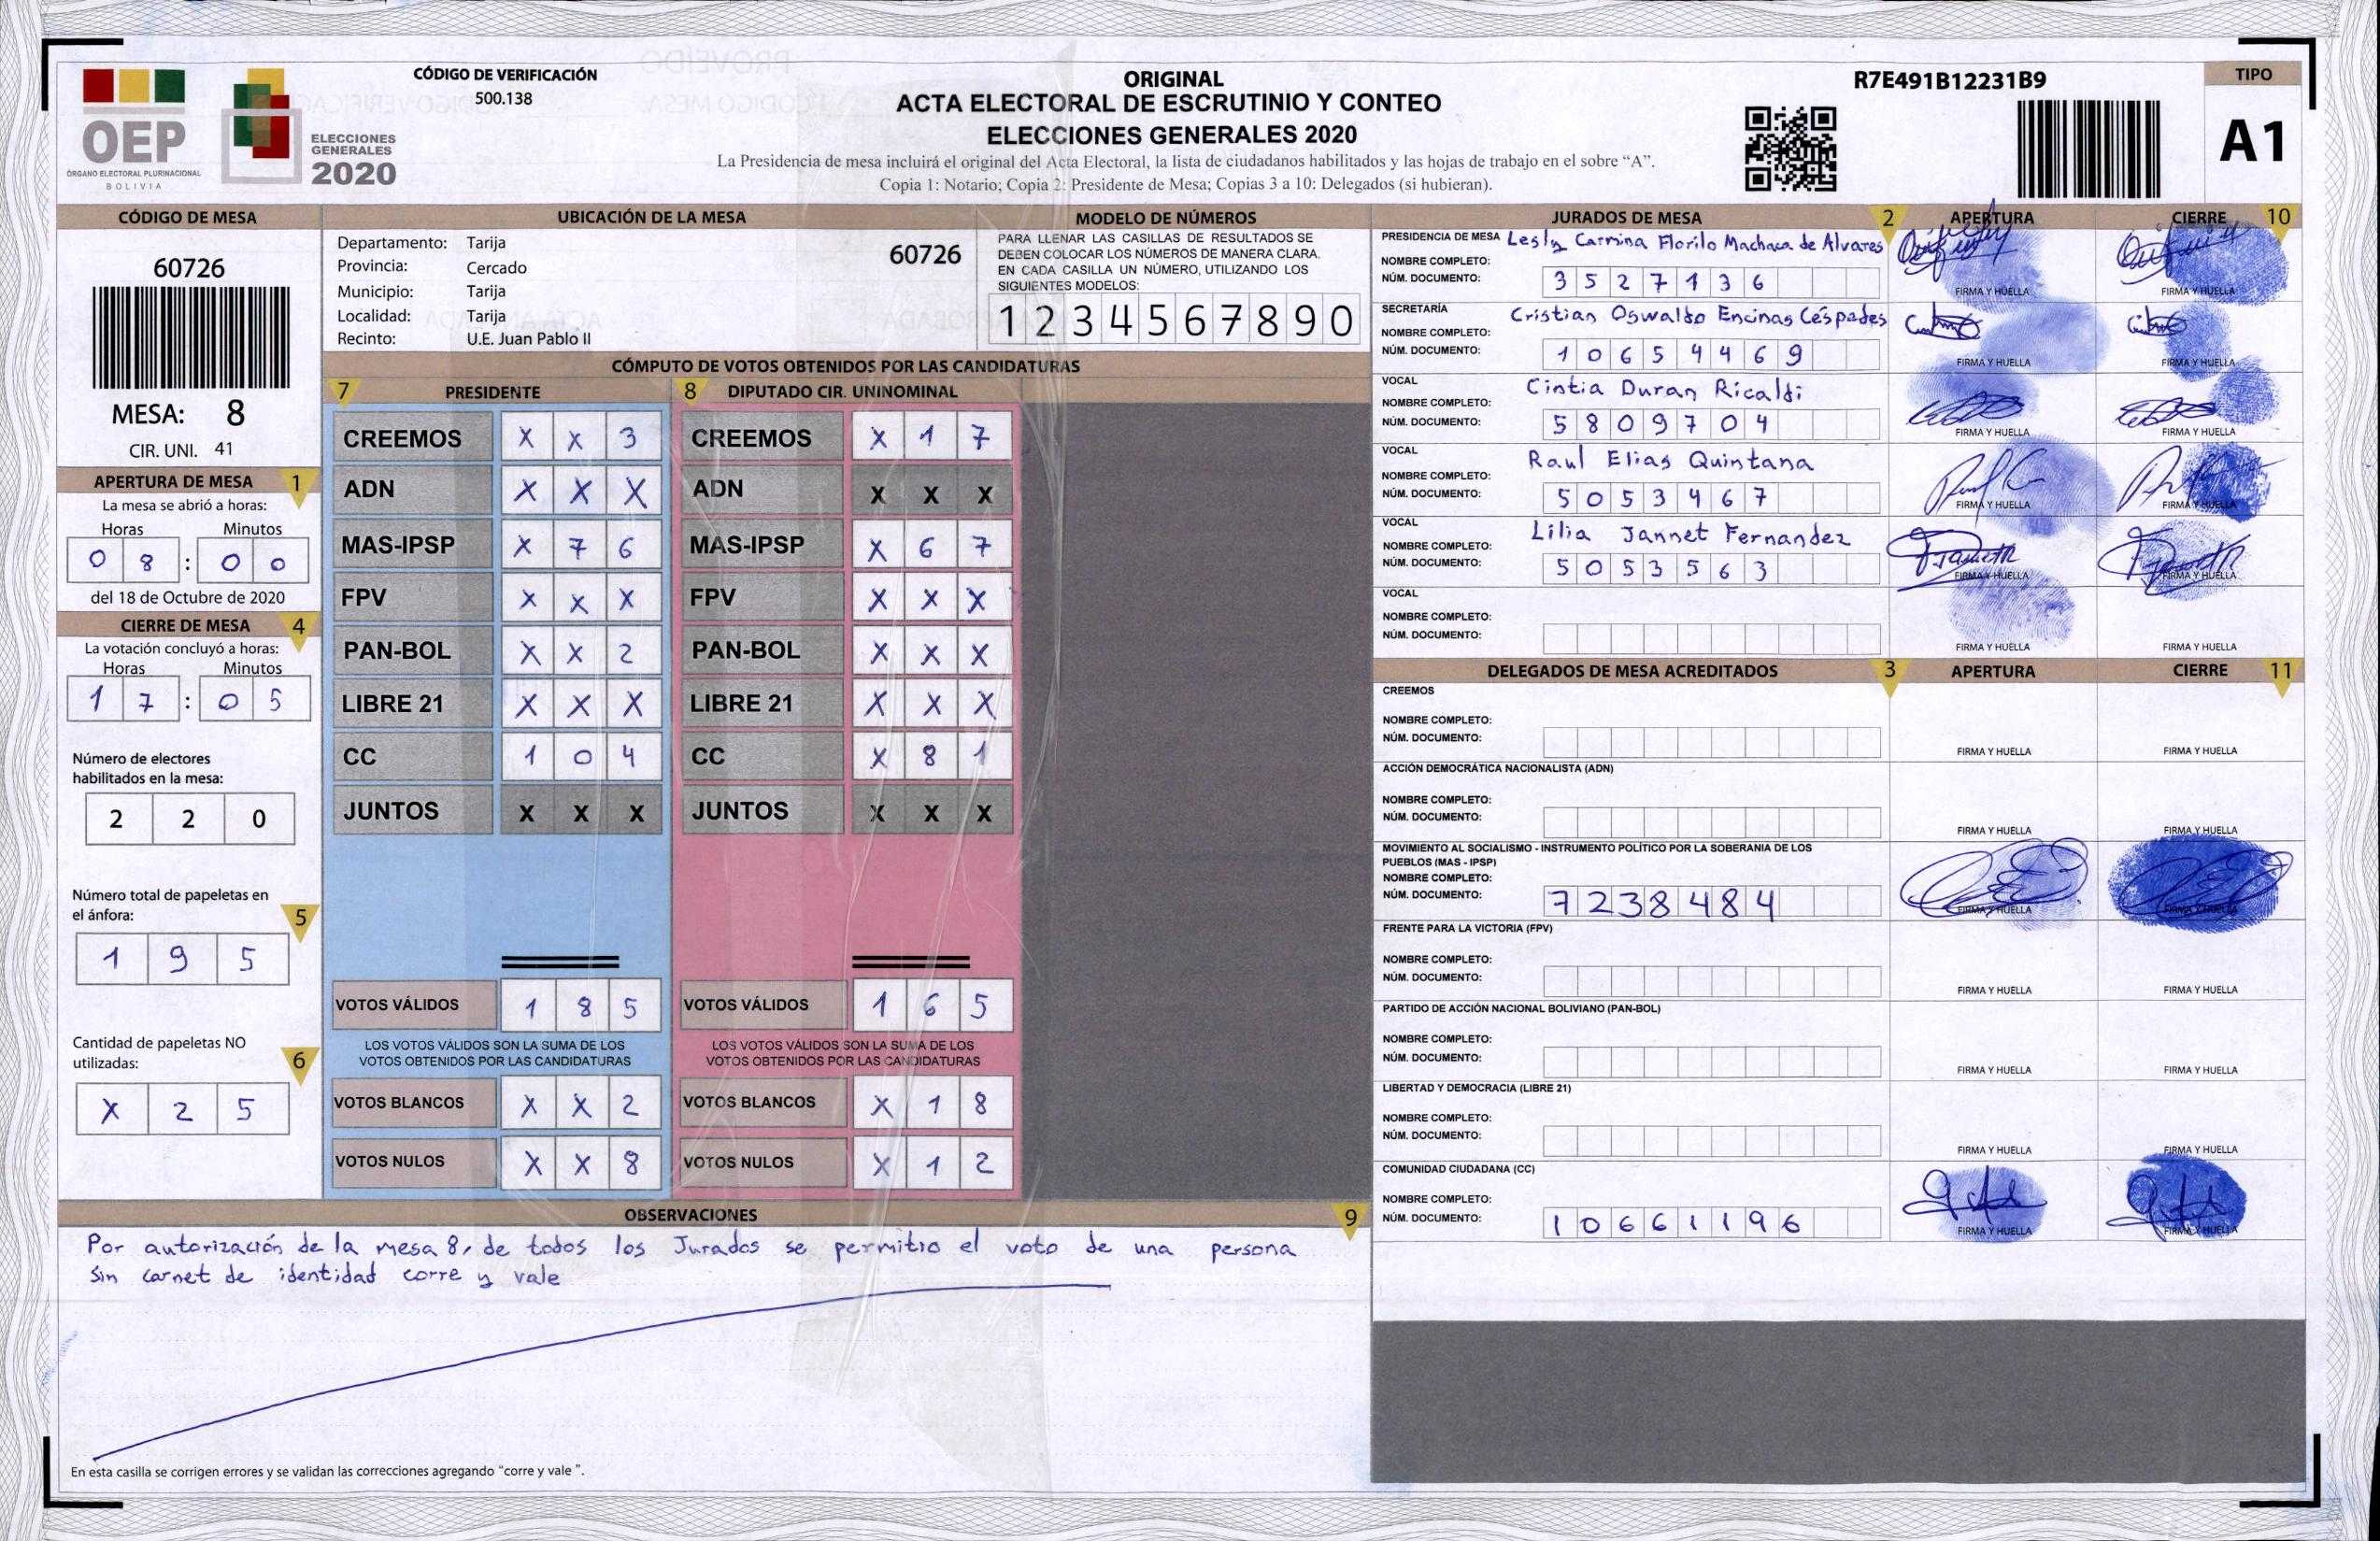 CÓDIGO DE VERIFICACIÓN
500.138
OEP
ÓRGANO ELECTORAL PLURINACIONAL
BOLIVIA
ELECCIONES
GENERALES
2020
ORIGINAL
ACTA ELECTORAL DE ESCRUTINIO Y CONTEO
ELECCIONES GENERALES 2020
La Presidencia de mesa incluirá el original del Acta Electoral, la lista de ciudadanos habilitados y las hojas de trabajo en el sobre “A”.
Copia 1: Notario; Copia 2: Presidente de Mesa; Copias 3 a 10: Delegados (si hubieran).
R7E491B12231B9
TIPO
A1
CÓDIGO DE MESA
60726
MESA: 8
CIR. UNI. 41
APERTURA DE MESA 1
La mesa se abrió a horas:
Horas Minutos
0 8 : 0 0
del 18 de Octubre de 2020
CIERRE DE MESA 4
La votación concluyó a horas:
Horas Minutos
1 7 : 0 5
Número de electores
habilitados en la mesa:
2 2 0
Número total de papeletas en
el ánfora: 5
1 9 5
Cantidad de papeletas NO
utilizadas: 6
X 2 5
UBICACIÓN DE LA MESA
Departamento: Tarija
60726
Provincia: Cercado
Municipio: Tarija
Localidad: Tarija
Recinto: U.E. Juan Pablo II
MODELO DE NÚMEROS
PARA LLENAR LAS CASILLAS DE RESULTADOS SE
DEBEN COLOCAR LOS NÚMEROS DE MANERA CLARA.
EN CADA CASILLA UN NÚMERO, UTILIZANDO LOS
SIGUIENTES MODELOS:
1 2 3 4 5 6 7 8 9 0
CÓMPUTO DE VOTOS OBTENIDOS POR LAS CANDIDATURAS
7 PRESIDENTE
CREEMOS X X 3
ADN X X X
MAS-IPSP X 7 6
FPV X X X
PAN-BOL X X 2
LIBRE 21 X X X
CC 1 0 4
JUNTOS X X X
VOTOS VÁLIDOS 1 8 5
LOS VOTOS VÁLIDOS SON LA SUMA DE LOS
VOTOS OBTENIDOS POR LAS CANDIDATURAS
VOTOS BLANCOS X X 2
VOTOS NULOS X X 8
8 DIPUTADO CIR. UNINOMINAL
CREEMOS X 1 7
ADN X X X
MAS-IPSP X 6 7
FPV X X X
PAN-BOL X X X
LIBRE 21 X X X
CC X 8 1
JUNTOS X X X
VOTOS VÁLIDOS 1 6 5
LOS VOTOS VÁLIDOS SON LA SUMA DE LOS
VOTOS OBTENIDOS POR LAS CANDIDATURAS
VOTOS BLANCOS X 1 8
VOTOS NULOS X 1 2
OBSERVACIONES 9
Por autorización de la mesa 8, de todos los Jurados se permitio el voto de una persona
Sin carnet de identidad corre y vale
En esta casilla se corrigen errores y se validan las correcciones agregando “corre y vale ”.
JURADOS DE MESA 2 APERTURA CIERRE 10
PRESIDENCIA DE MESA Lesly Carmina Florilo Machaca de Alvares
NOMBRE COMPLETO:
NÚM. DOCUMENTO: 3 5 2 7 1 3 6
FIRMA Y HUELLA FIRMA Y HUELLA
SECRETARÍA Cristian Oswaldo Encinas Céspedes
NOMBRE COMPLETO:
NÚM. DOCUMENTO: 1 0 6 5 4 4 6 9
FIRMA Y HUELLA FIRMA Y HUELLA
VOCAL Cintia Duran Ricaldi
NOMBRE COMPLETO:
NÚM. DOCUMENTO: 5 8 0 9 7 0 4
FIRMA Y HUELLA FIRMA Y HUELLA
VOCAL Raul Elias Quintana
NOMBRE COMPLETO:
NÚM. DOCUMENTO: 5 0 5 3 4 6 7
FIRMA Y HUELLA FIRMA Y HUELLA
VOCAL Lilia Jannet Fernandez
NOMBRE COMPLETO:
NÚM. DOCUMENTO: 5 0 5 3 5 6 3
FIRMA Y HUELLA FIRMA Y HUELLA
VOCAL
NOMBRE COMPLETO:
NÚM. DOCUMENTO:
FIRMA Y HUELLA FIRMA Y HUELLA
DELEGADOS DE MESA ACREDITADOS 3 APERTURA CIERRE 11
CREEMOS
NOMBRE COMPLETO:
NÚM. DOCUMENTO:
FIRMA Y HUELLA FIRMA Y HUELLA
ACCIÓN DEMOCRÁTICA NACIONALISTA (ADN)
NOMBRE COMPLETO:
NÚM. DOCUMENTO:
FIRMA Y HUELLA FIRMA Y HUELLA
MOVIMIENTO AL SOCIALISMO - INSTRUMENTO POLÍTICO POR LA SOBERANIA DE LOS
PUEBLOS (MAS - IPSP)
NOMBRE COMPLETO:
NÚM. DOCUMENTO: 7 2 3 8 4 8 4
FIRMA Y HUELLA FIRMA Y HUELLA
FRENTE PARA LA VICTORIA (FPV)
NOMBRE COMPLETO:
NÚM. DOCUMENTO:
FIRMA Y HUELLA FIRMA Y HUELLA
PARTIDO DE ACCIÓN NACIONAL BOLIVIANO (PAN-BOL)
NOMBRE COMPLETO:
NÚM. DOCUMENTO:
FIRMA Y HUELLA FIRMA Y HUELLA
LIBERTAD Y DEMOCRACIA (LIBRE 21)
NOMBRE COMPLETO:
NÚM. DOCUMENTO:
FIRMA Y HUELLA FIRMA Y HUELLA
COMUNIDAD CIUDADANA (CC)
NOMBRE COMPLETO:
NÚM. DOCUMENTO: 1 0 6 6 1 1 9 6
FIRMA Y HUELLA FIRMA Y HUELLA